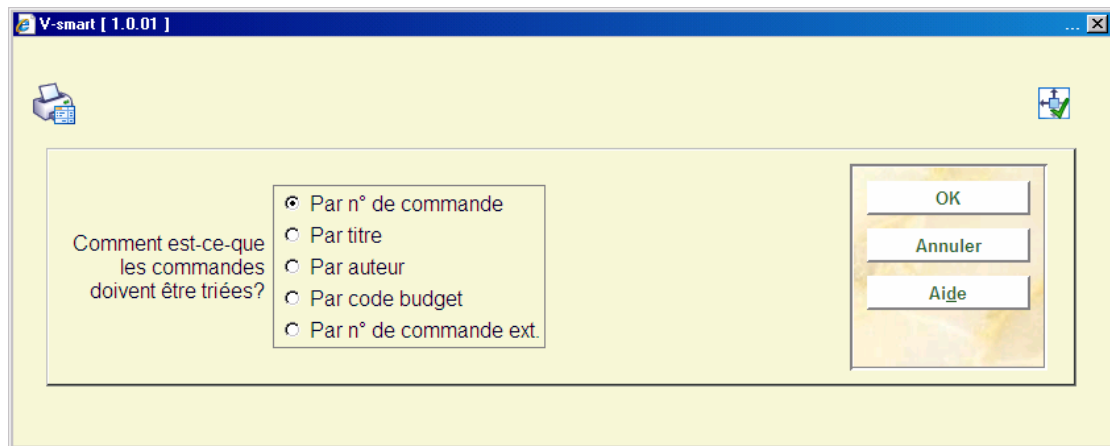 V-smart [ 1.0.01 ]
...
Comment est-ce-que
les commandes
doivent être triées?
Par n° de commande
Par titre
Par auteur
Par code budget
Par n° de commande ext.
OK
Annuler
Aide